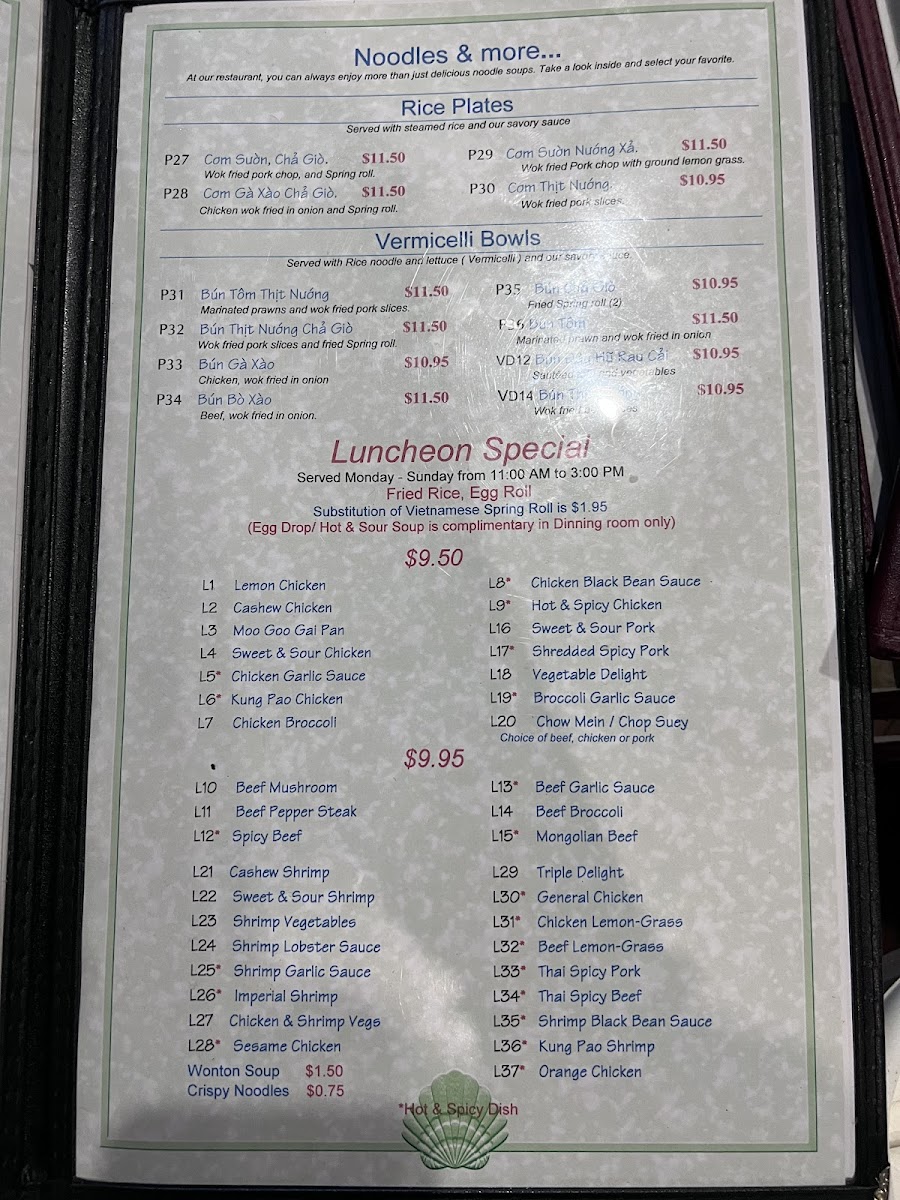 Noodles & more...
At our restaurant, you can always enjoy more than just delicious noodle soups. Take a look inside and select your favorite.
Rice Plates
Served with steamed rice and our savory sauce
P27 Cơm Sườn, Chả Giò. $11.50
Wok fried pork chop, and Spring roll.
P28 Cơm Gà Xào Chả Giò. $11.50
Chicken wok fried in onion and Spring roll.
P29 Cơm Sườn Nướng Xả. $11.50
Wok fried Pork chop with ground lemon grass.
P30 Cơm Thịt Nướng. $10.95
Wok fried pork slices.
Vermicelli Bowls
Served with Rice noodle and lettuce ( Vermicelli ) and our savory sauce.
P31 Bún Tôm Thịt Nướng $11.50
Marinated prawns and wok fried pork slices.
P32 Bún Thịt Nướng Chả Giò $11.50
Wok fried pork slices and fried Spring roll.
P33 Bún Gà Xào $10.95
Chicken, wok fried in onion
P34 Bún Bò Xào $11.50
Beef, wok fried in onion.
P35 Bún Chả Giò $10.95
Fried Spring roll (2)
P36 Bún Tôm $11.50
Marinated prawn and wok fried in onion
VD12 Bún Hũ Rau Cải $10.95
Sautéed vegetables
VD14 Bún $10.95
Wok
Luncheon Special
Served Monday - Sunday from 11:00 AM to 3:00 PM
Fried Rice, Egg Roll
Substitution of Vietnamese Spring Roll is $1.95
(Egg Drop/ Hot & Sour Soup is complimentary in Dinning room only)
$9.50
L1 Lemon Chicken
L2 Cashew Chicken
L3 Moo Goo Gai Pan
L4 Sweet & Sour Chicken
L5* Chicken Garlic Sauce
L6* Kung Pao Chicken
L7 Chicken Broccoli
L8* Chicken Black Bean Sauce
L9* Hot & Spicy Chicken
L16 Sweet & Sour Pork
L17* Shredded Spicy Pork
L18 Vegetable Delight
L19* Broccoli Garlic Sauce
L20 Chow Mein / Chop Suey
Choice of beef, chicken or pork
$9.95
L10 Beef Mushroom
L11 Beef Pepper Steak
L12* Spicy Beef
L13* Beef Garlic Sauce
L14 Beef Broccoli
L15* Mongolian Beef
L21 Cashew Shrimp
L22 Sweet & Sour Shrimp
L23 Shrimp Vegetables
L24 Shrimp Lobster Sauce
L25* Shrimp Garlic Sauce
L26* Imperial Shrimp
L27 Chicken & Shrimp Vegs
L28* Sesame Chicken
Wonton Soup $1.50
Crispy Noodles $0.75
L29 Triple Delight
L30* General Chicken
L31* Chicken Lemon-Grass
L32* Beef Lemon-Grass
L33* Thai Spicy Pork
L34* Thai Spicy Beef
L35* Shrimp Black Bean Sauce
L36* Kung Pao Shrimp
L37* Orange Chicken
*Hot & Spicy Dish